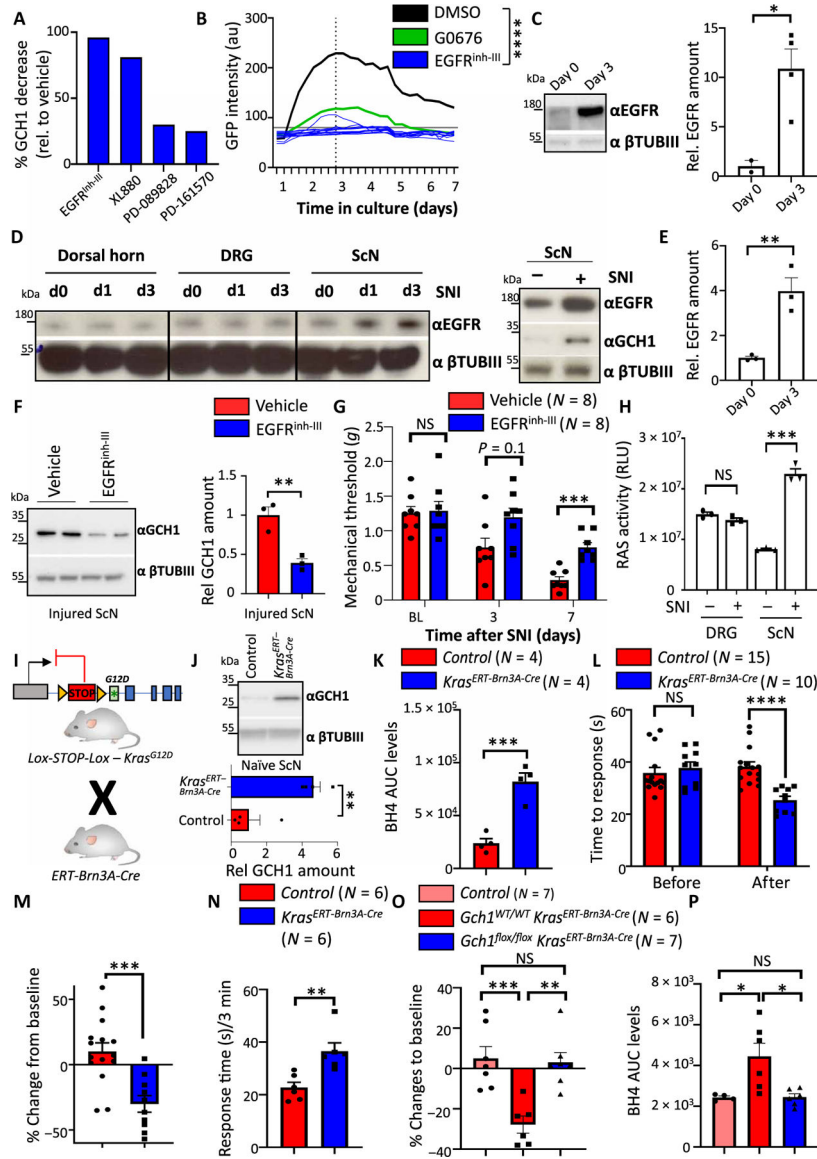 A
% GCH1 decrease
(rel. to vehicle)
100
50
0
EGFRinh-III
XL880
PD-089828
PD-161570
B
DMSO
G0676
EGFRinh-III
****
GFP intensity (au)
300
200
100
0
1 2 3 4 5 6 7
Time in culture (days)
C
Day 0 Day 3
kDa
180
αEGFR
55
α βTUBIII
Rel. EGFR amount
15
10
5
0
*
Day 0
Day 3
D
Dorsal horn DRG ScN
kDa d0 d1 d3 d0 d1 d3 d0 d1 d3 SNI
180
αEGFR
55
α βTUBIII
ScN
kDa – + SNI
180
αEGFR
35
25
αGCH1
55
α βTUBIII
E
Rel. EGFR amount
6
4
2
0
**
Day 0
Day 3
F
Vehicle EGFRinh-III
kDa
35
25
αGCH1
55
α βTUBIII
Injured ScN
Vehicle
EGFRinh-III
Rel GCH1 amount
1.5
1
0.5
0
**
Injured ScN
G
Vehicle (N = 8)
EGFRinh-III (N = 8)
Mechanical threshold (g)
2.5
2.0
1.5
1.0
0.5
0.0
NS
P = 0.1
***
BL 3 7
Time after SNI (days)
H
RAS activity (RLU)
3 × 10⁷
2 × 10⁷
1 × 10⁷
0
NS
***
SNI – + – +
DRG ScN
I
STOP
G12D
*
Lox-STOP-Lox – KrasG12D
X
ERT-Brn3A-Cre
J
Control
KrasERT–Brn3A-Cre
kDa
35
25
αGCH1
55
α βTUBIII
Naïve ScN
KrasERT–
Brn3A-Cre
Control
**
0 2 4 6
Rel GCH1 amount
K
Control (N = 4)
KrasERT-Brn3A-Cre (N = 4)
BH4 AUC levels
1.5 × 10⁵
1 × 10⁵
5 × 10⁴
0
***
L
Control (N = 15)
KrasERT-Brn3A-Cre (N = 10)
Time to response (s)
60
40
20
0
NS
****
Before After
M
% Change from baseline
50
0
–50
***
N
Control (N = 6)
KrasERT-Brn3A-Cre
(N = 6)
Response time (s)/3 min
60
40
20
0
**
O
Control (N = 7)
Gch1WT/WT KrasERT-Brn3A-Cre (N = 6)
Gch1flox/flox KrasERT-Brn3A-Cre (N = 7)
% Changes to baseline
40
20
0
–20
–40
NS
***
**
P
BH4 AUC levels
8 × 10³
6 × 10³
4 × 10³
2 × 10³
0
NS
*
*